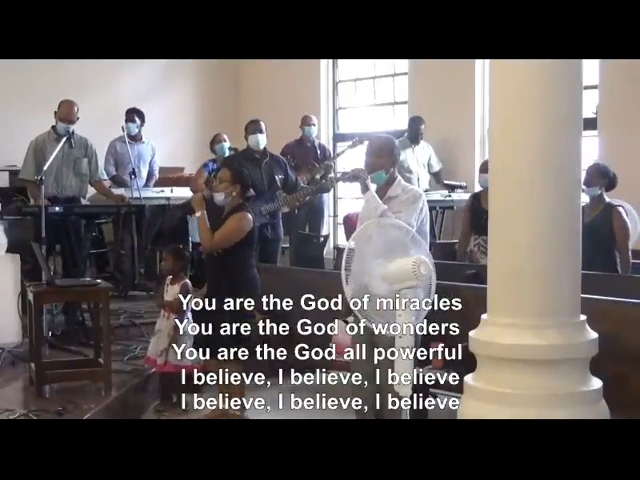 You are the God of miracles
You are the God of wonders
You are the God all powerful
I believe, I believe, I believe
I believe, I believe, I believe